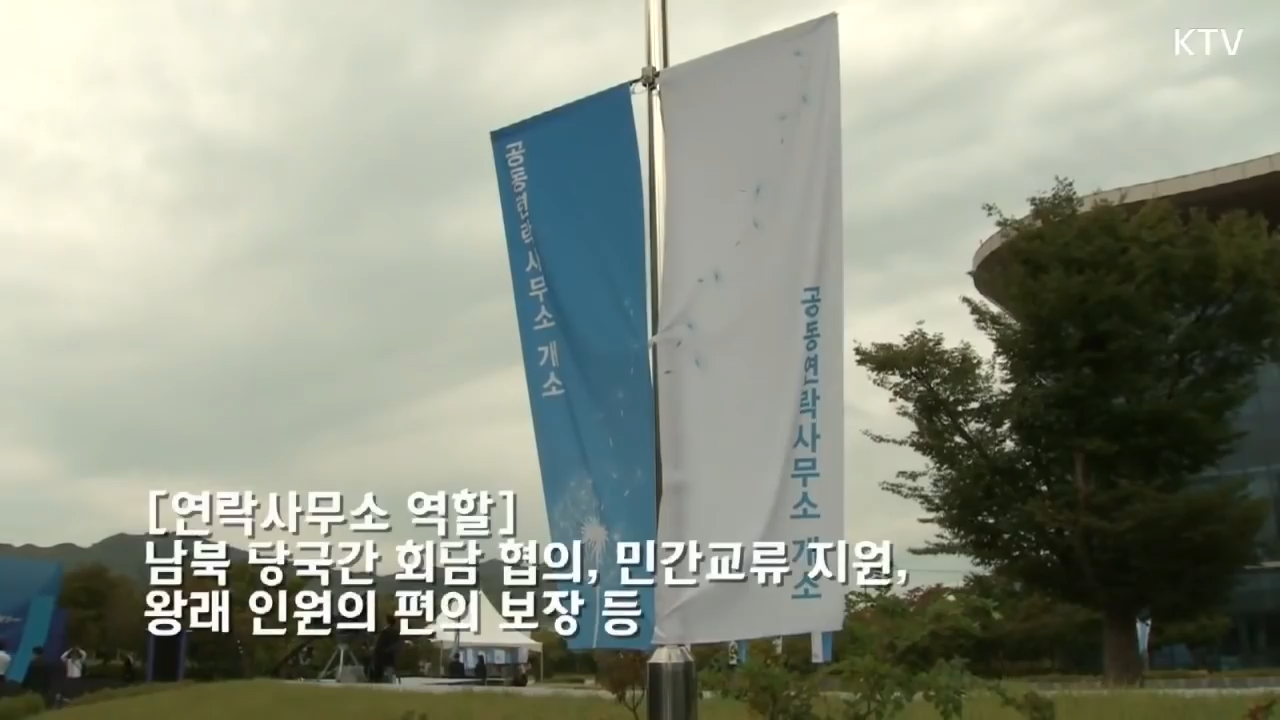 KTV
공동연락사무소 개소
공동연락사무소 개소
[연락사무소 역할]
남북 당국간 회담 협의, 민간교류 지원,
왕래 인원의 편의 보장 등